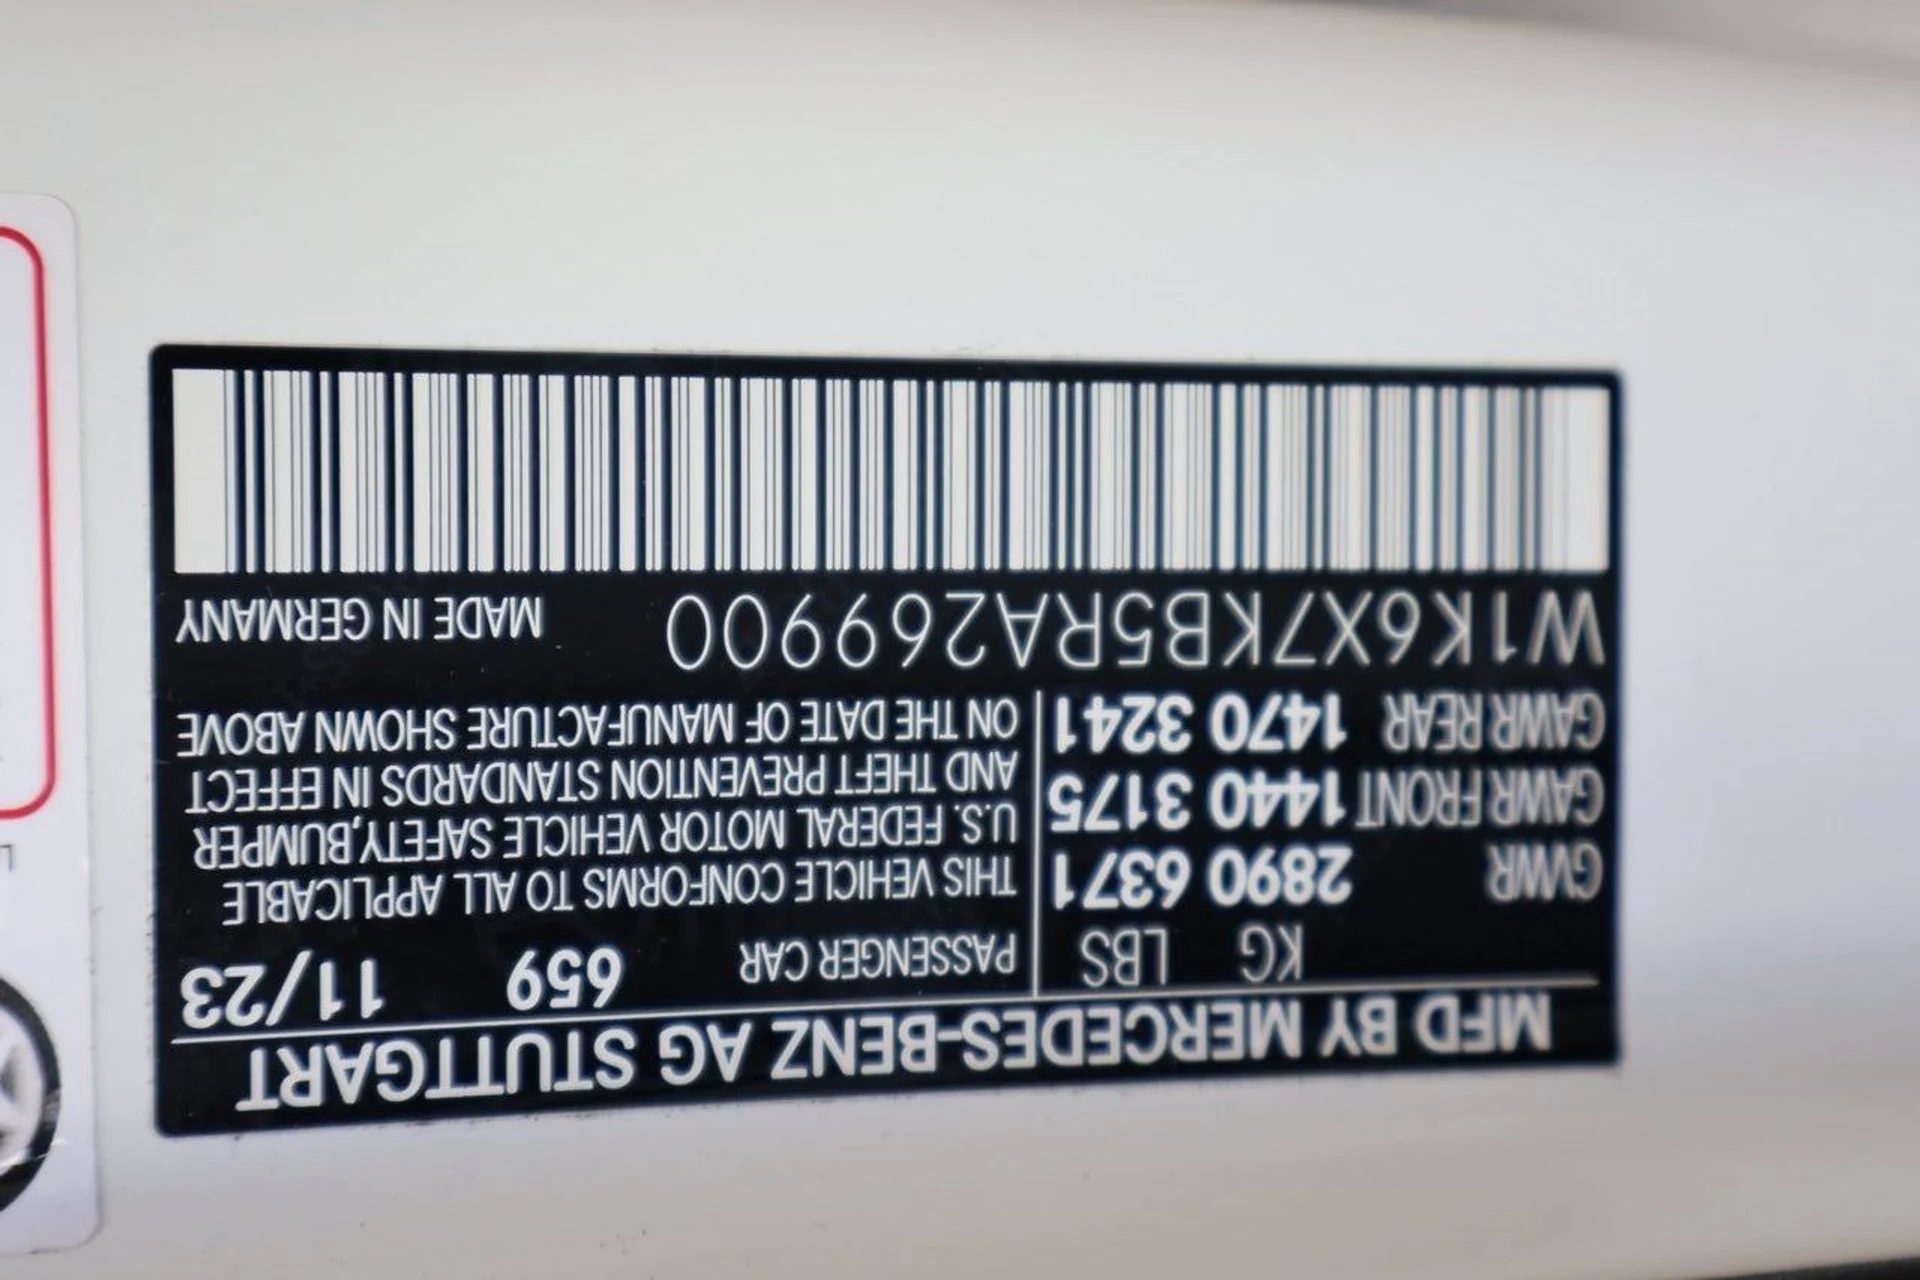 MFD BY MERCEDES-BENZ AG STUTTGART
KG LBS
GVWR 2890 6371
GAWR FRONT 1440 3175
GAWR REAR 1470 3241
PASSENGER CAR 659 11/23
THIS VEHICLE CONFORMS TO ALL APPLICABLE
U.S. FEDERAL MOTOR VEHICLE SAFETY,BUMPER
AND THEFT PREVENTION STANDARDS IN EFFECT
ON THE DATE OF MANUFACTURE SHOWN ABOVE
W1K6X7KB5RA269900 MADE IN GERMANY